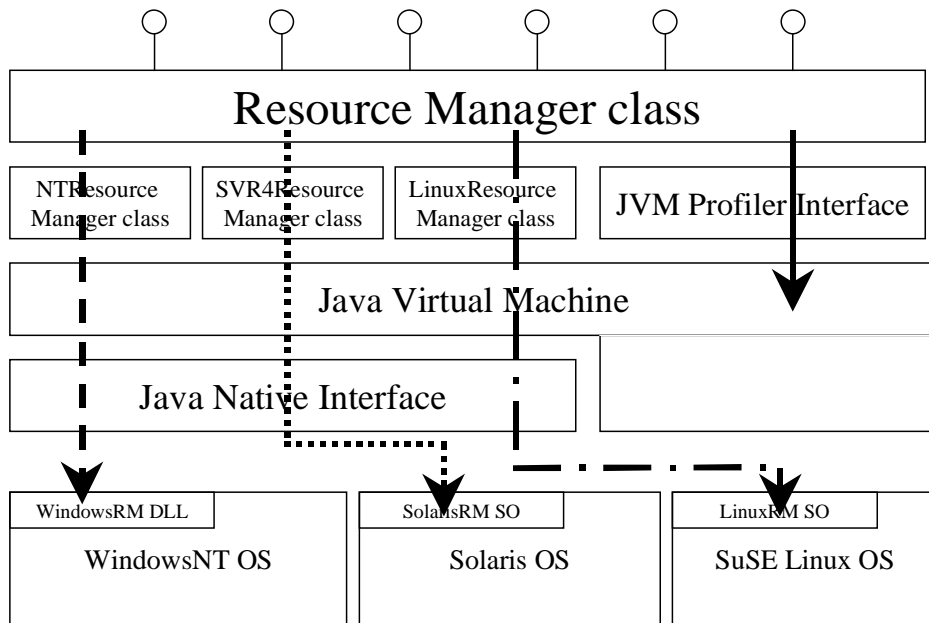 Resource Manager class
NTResource
Manager class
SVR4Resource
Manager class
LinuxResource
Manager class
JVM Profiler Interface
Java Virtual Machine
Java Native Interface
WindowsRM DLL
WindowsNT OS
SolarisRM SO
Solaris OS
LinuxRM SO
SuSE Linux OS